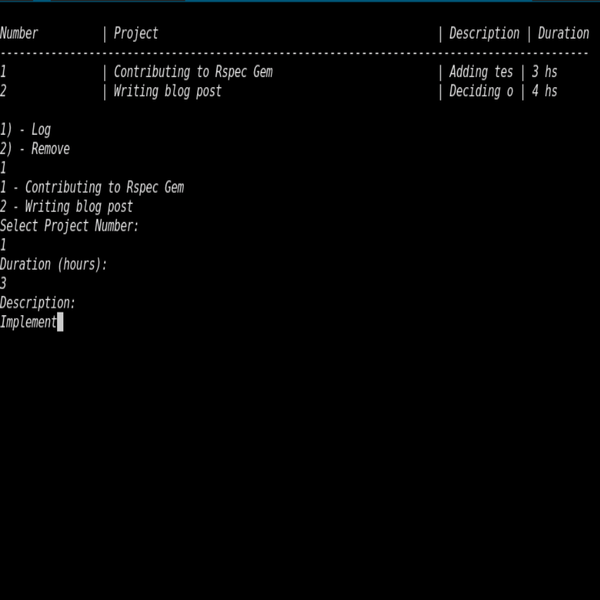 Number | Project | Description | Duration
---------------------------------------------------------------------------------------------
1 | Contributing to Rspec Gem | Adding tes | 3 hs
2 | Writing blog post | Deciding o | 4 hs
1) - Log
2) - Remove
1
1 - Contributing to Rspec Gem
2 - Writing blog post
Select Project Number:
1
Duration (hours):
3
Description:
Implement